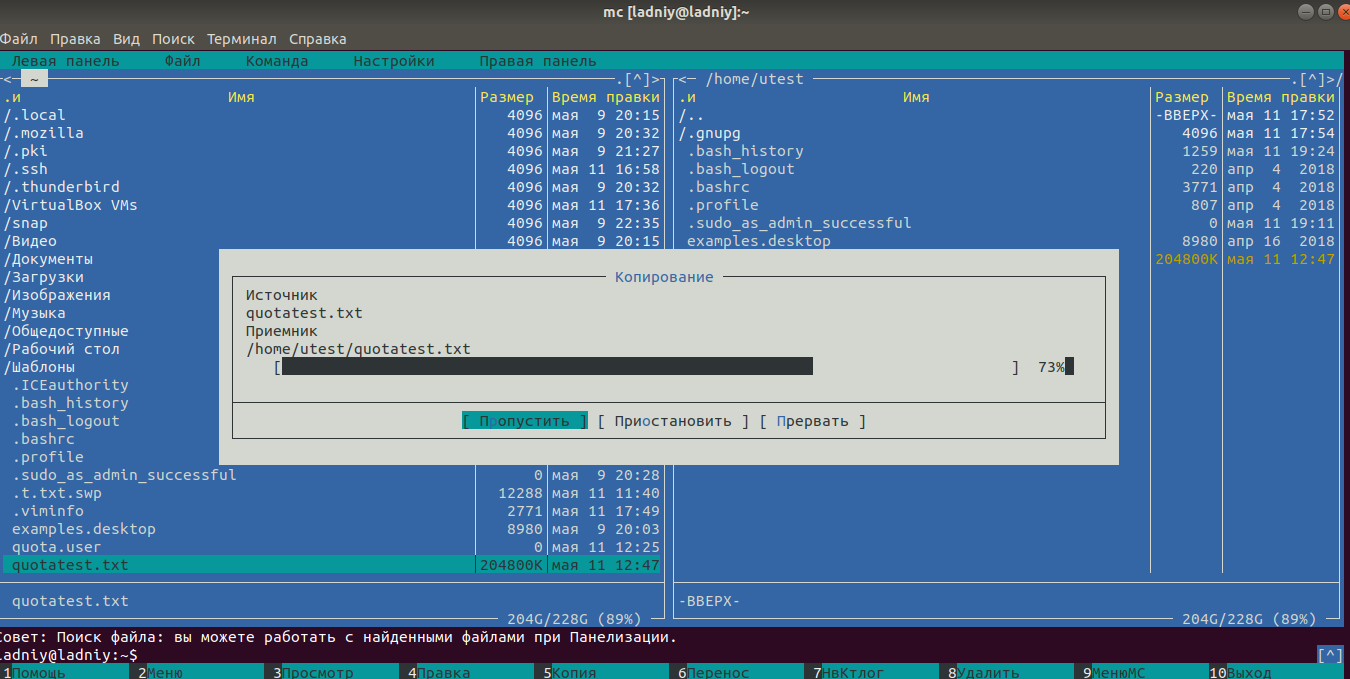 mc [ladniy@ladniy]:~
Файл Правка Вид Поиск Терминал Справка
Левая панель Файл Команда Настройки Правая панель
<─ ~ .[^]> <─ /home/utest .[^]>
.и Имя Размер Время правки .и Имя Размер Время правки
/.local 4096 мая 9 20:15 /.. -ВВЕРХ- мая 11 17:52
/.mozilla 4096 мая 9 20:32 /.gnupg 4096 мая 11 17:54
/.pki 4096 мая 9 21:27 .bash_history 1259 мая 11 19:24
/.ssh 4096 мая 11 16:58 .bash_logout 220 апр 4 2018
/.thunderbird 4096 мая 9 20:32 .bashrc 3771 апр 4 2018
/VirtualBox VMs 4096 мая 11 17:36 .profile 807 апр 4 2018
/snap 4096 мая 9 22:35 .sudo_as_admin_successful 0 мая 11 19:11
/Видео 4096 мая 9 20:15 examples.desktop 8980 апр 16 2018
/Документы 204800K мая 11 12:47
/Загрузки Копирование
/Изображения Источник
/Музыка quotatest.txt
/Общедоступные Приемник
/Рабочий стол /home/utest/quotatest.txt
/Шаблоны [ ] 73%
.ICEauthority
.bash_history
.bash_logout [ Пропустить ] [ Приостановить ] [ Прервать ]
.bashrc
.profile
.sudo_as_admin_successful 0 мая 9 20:28
.t.txt.swp 12288 мая 11 11:40
.viminfo 2771 мая 11 17:49
examples.desktop 8980 мая 9 20:03
quota.user 0 мая 11 12:25
quotatest.txt 204800K мая 11 12:47
quotatest.txt -ВВЕРХ-
204G/228G (89%) 204G/228G (89%)
Совет: Поиск файла: вы можете работать с найденными файлами при Панелизации.
ladniy@ladniy:~$ [^]
1Помощь 2Меню 3Просмотр 4Правка 5Копия 6Перенос 7НвКтлог 8Удалить 9МенюМС 10Выход